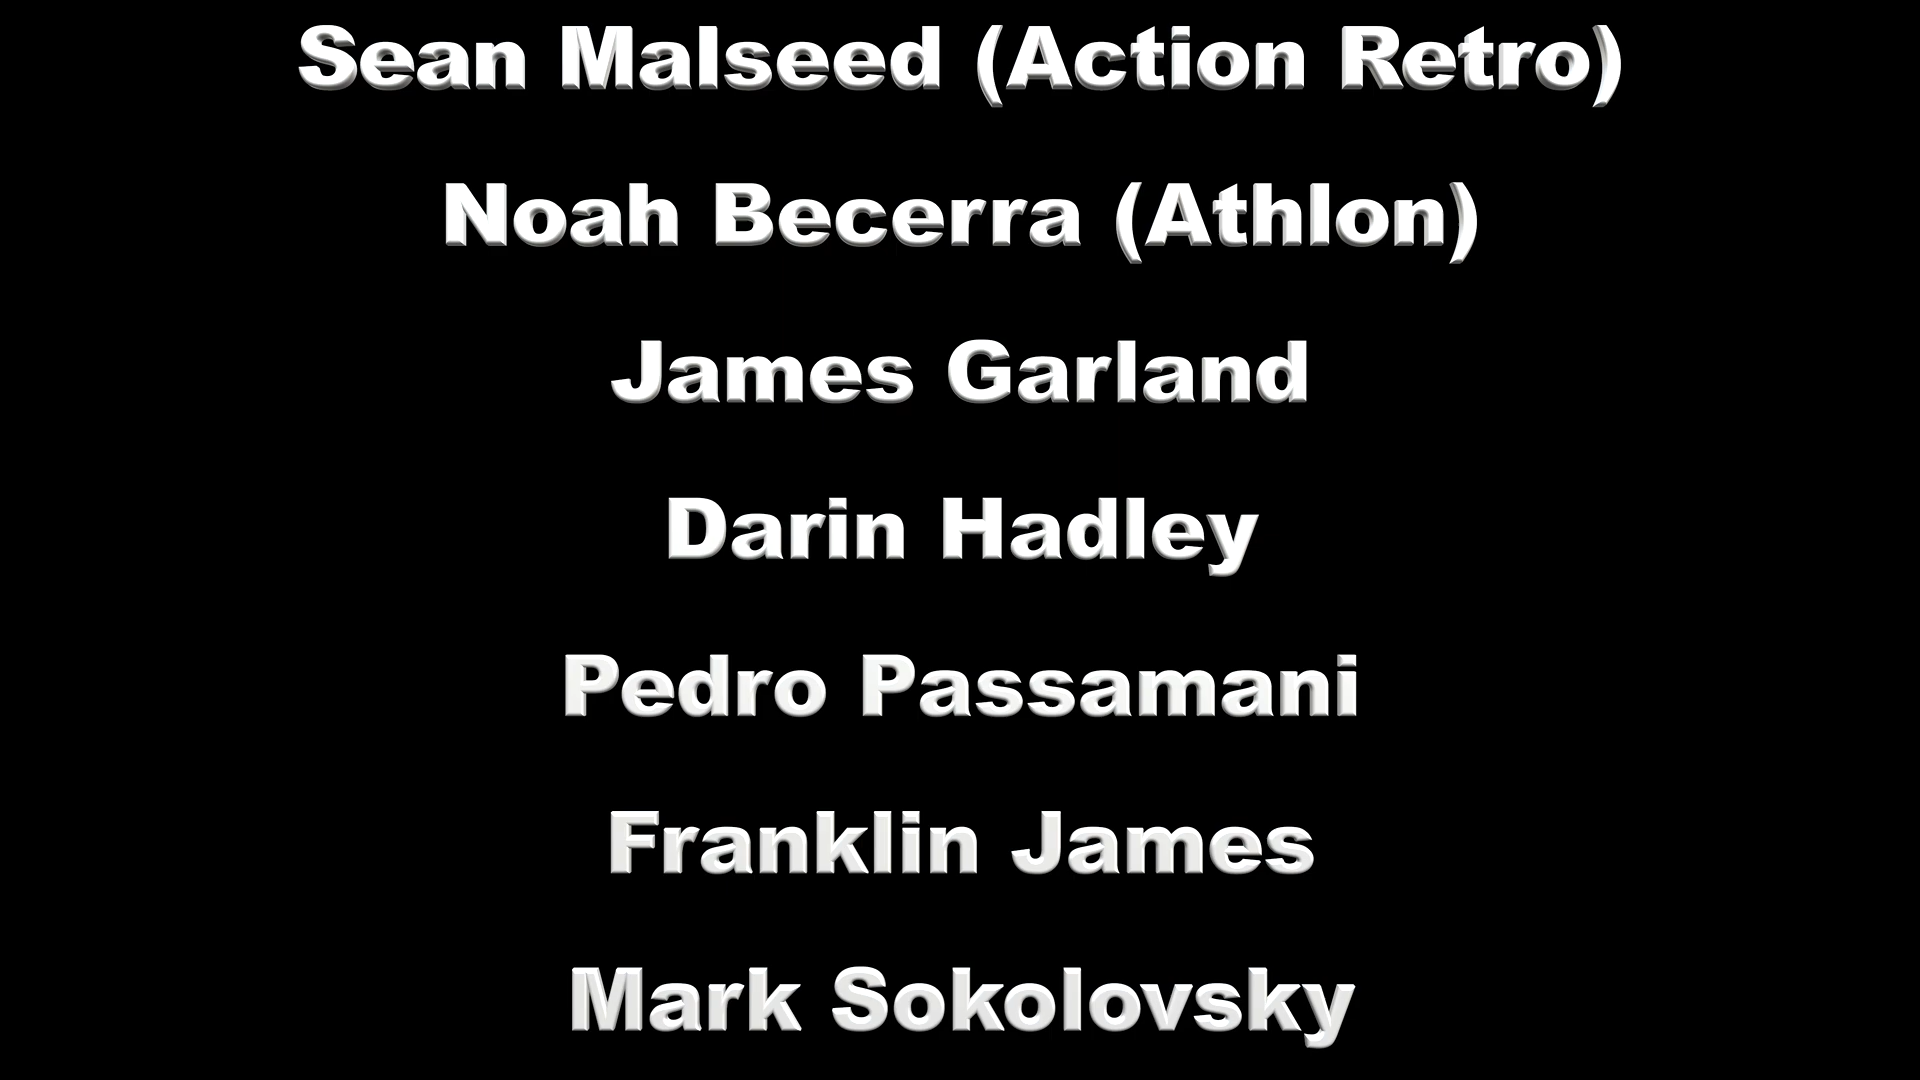 Sean Malseed (Action Retro)
Noah Becerra (Athlon)
James Garland
Darin Hadley
Pedro Passamani
Franklin James
Mark Sokolovsky